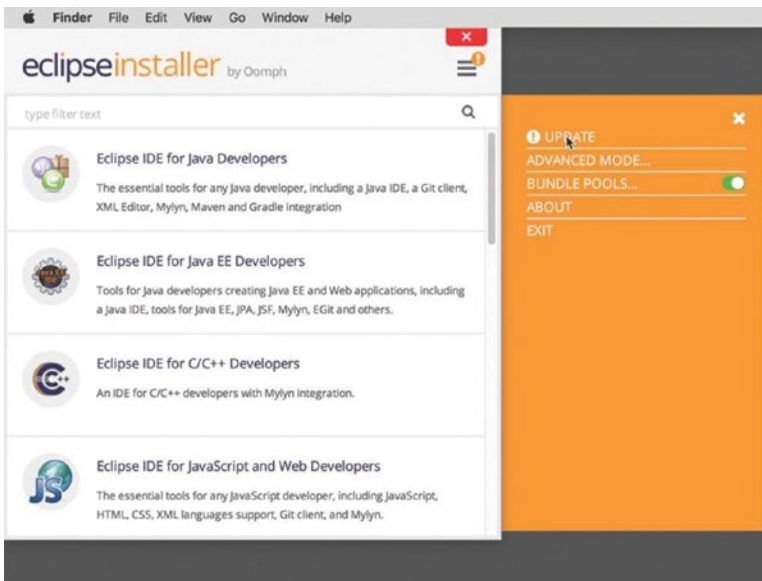 Finder File Edit View Go Window Help
eclipseinstaller by Oomph
type filter text
Eclipse IDE for Java Developers
The essential tools for any Java developer, including a Java IDE, a Git client,
XML Editor, Mylyn, Maven and Gradle integration
Eclipse IDE for Java EE Developers
Tools for Java developers creating Java EE and Web applications, including
a Java IDE, tools for Java EE, JPA, JSF, Mylyn, EGit and others.
Eclipse IDE for C/C++ Developers
An IDE for C/C++ developers with Mylyn integration.
Eclipse IDE for JavaScript and Web Developers
The essential tools for any JavaScript developer, including JavaScript,
HTML, CSS, XML languages support, Git client, and Mylyn.
UPDATE
ADVANCED MODE...
BUNDLE POOLS...
ABOUT
EXIT
Java EE
IDE
C++
JS